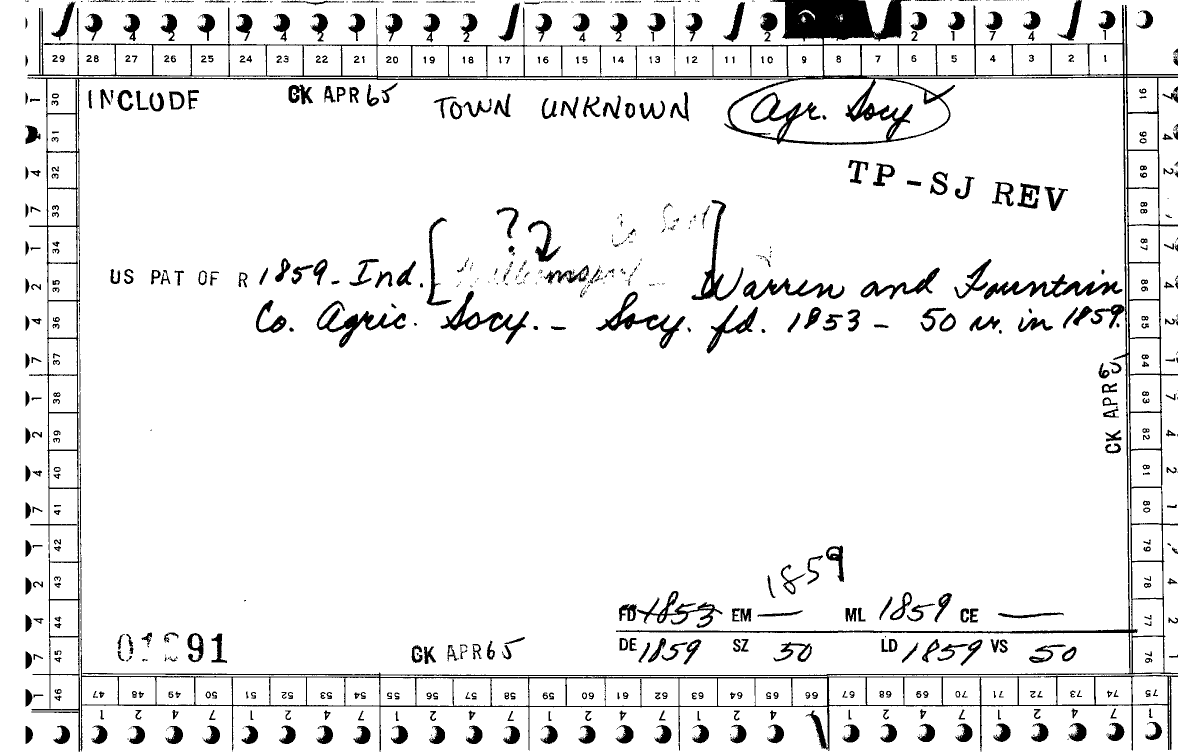 29 28 27 26 25 24 23 22 21 20 19 18 17 16 15 14 13 12 11 10 9 8 7 6 5 4 3 2 1
INCLUDE CK APR 65 TOWN UNKNOWN Agr. Socy
TP-SJ REV
? Co Seat
US PAT OF R 1859 - Ind. [Williamsport -] Warren and Fountain
Co. Agric. Socy. - Socy. fd. 1853 - 50 vs. in 1859.
CK APR 65
1859
FD 1853 EM — ML 1859 CE —
DE 1859 SZ 50 LD 1859 VS 50
91
CK APR 65
30 31 32 33 34 35 36 37 38 39 40 41 42 43 44 45 46
47 48 49 50 51 52 53 54 55 56 57 58 59 60 61 62 63 64 65 66 67 68 69 70 71 72 73 74 75
91 90 89 88 87 86 85 84 83 82 81 80 79 78 77 76